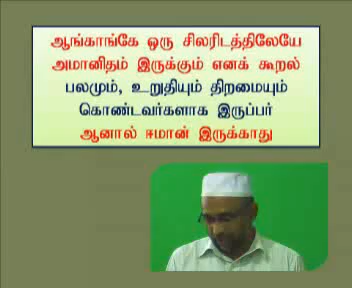 ஆங்காங்கே ஒரு சிலரிடத்திலேயே
அமானிதம் இருக்கும் எனக் கூறல்
பலமும், உறுதியும் திறமையும்
கொண்டவர்களாக இருப்பர்
ஆனால் ஈமான் இருக்காது